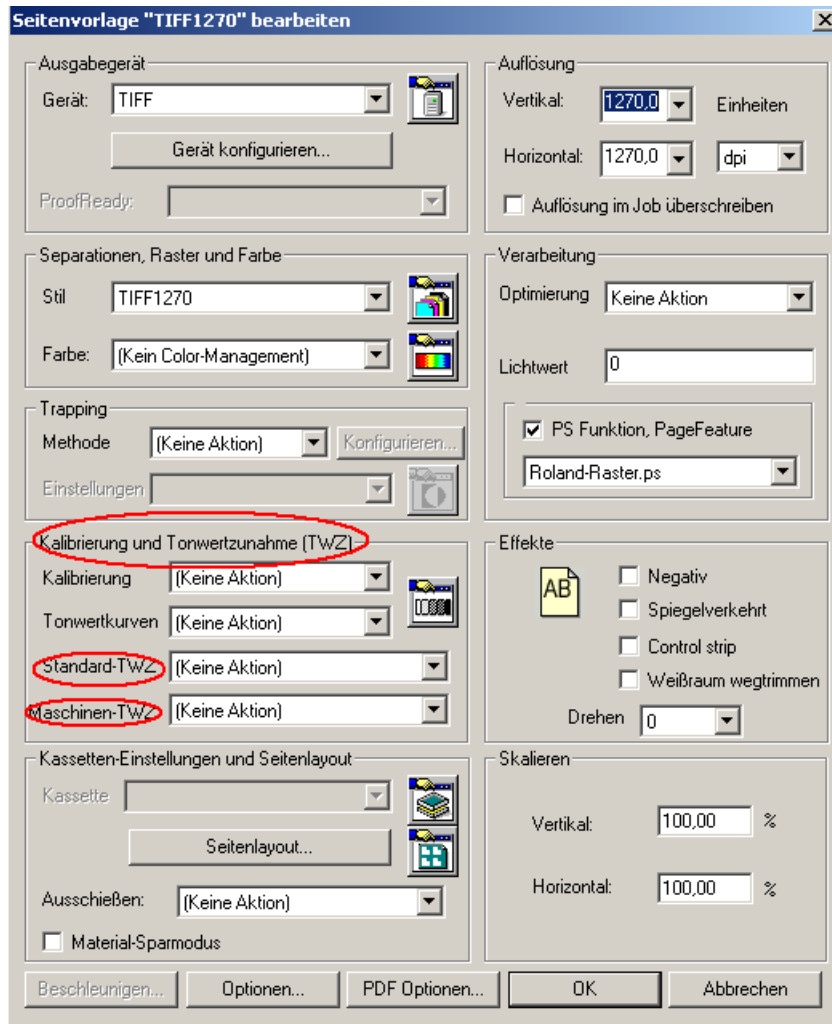 Seitenvorlage "TIFF1270" bearbeiten
Ausgabegerät
Gerät: TIFF
Gerät konfigurieren...
ProofReady:
Auflösung
Vertikal: 1270,0 Einheiten
Horizontal: 1270,0 dpi
Auflösung im Job überschreiben
Separationen, Raster und Farbe
Stil TIFF1270
Farbe: (Kein Color-Management)
Verarbeitung
Optimierung Keine Aktion
Lichtwert 0
PS Funktion, PageFeature
Roland-Raster.ps
Trapping
Methode (Keine Aktion) Konfigurieren...
Einstellungen
Kalibrierung und Tonwertzunahme (TWZ)
Kalibrierung (Keine Aktion)
Tonwertkurven (Keine Aktion)
Standard-TWZ (Keine Aktion)
Maschinen-TWZ (Keine Aktion)
Effekte
AB
Negativ
Spiegelverkehrt
Control strip
Weißraum wegtrimmen
Drehen 0
Kassetten-Einstellungen und Seitenlayout
Kassette
Seitenlayout...
Ausschießen: (Keine Aktion)
Material-Sparmodus
Skalieren
Vertikal: 100,00 %
Horizontal: 100,00 %
Beschleunigen... Optionen... PDF Optionen... OK Abbrechen